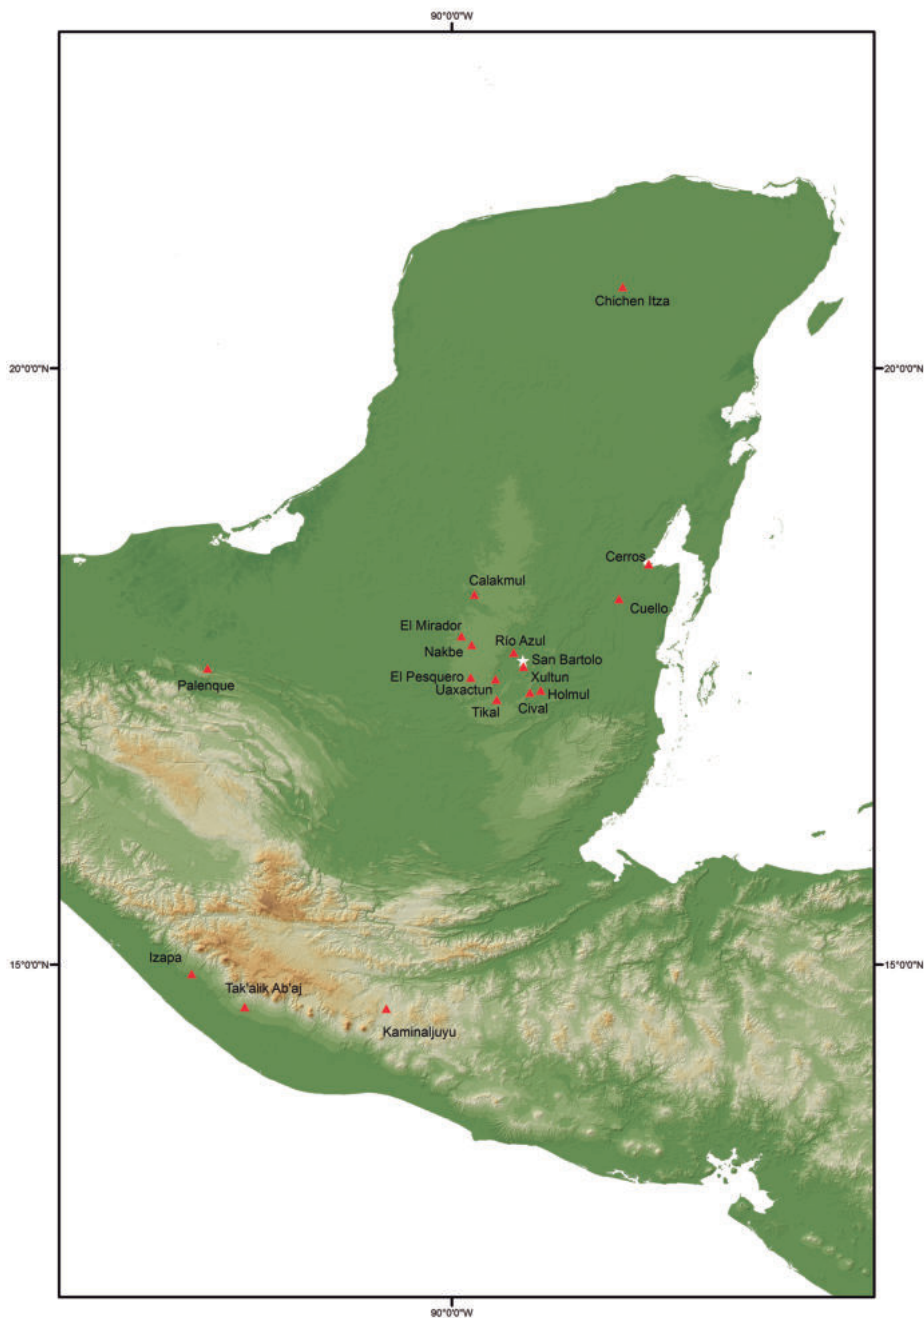 90°0'0"W
Chichen Itza
20°0'0"N
20°0'0"N
Cerros
Calakmul
Cuello
El Mirador
Río Azul
Nakbe
San Bartolo
Palenque
El Pesquero
Xultun
Uaxactun
Holmul
Tikal
Cival
15°0'0"N
15°0'0"N
Izapa
Tak'alik Ab'aj
Kaminaljuyu
90°0'0"W